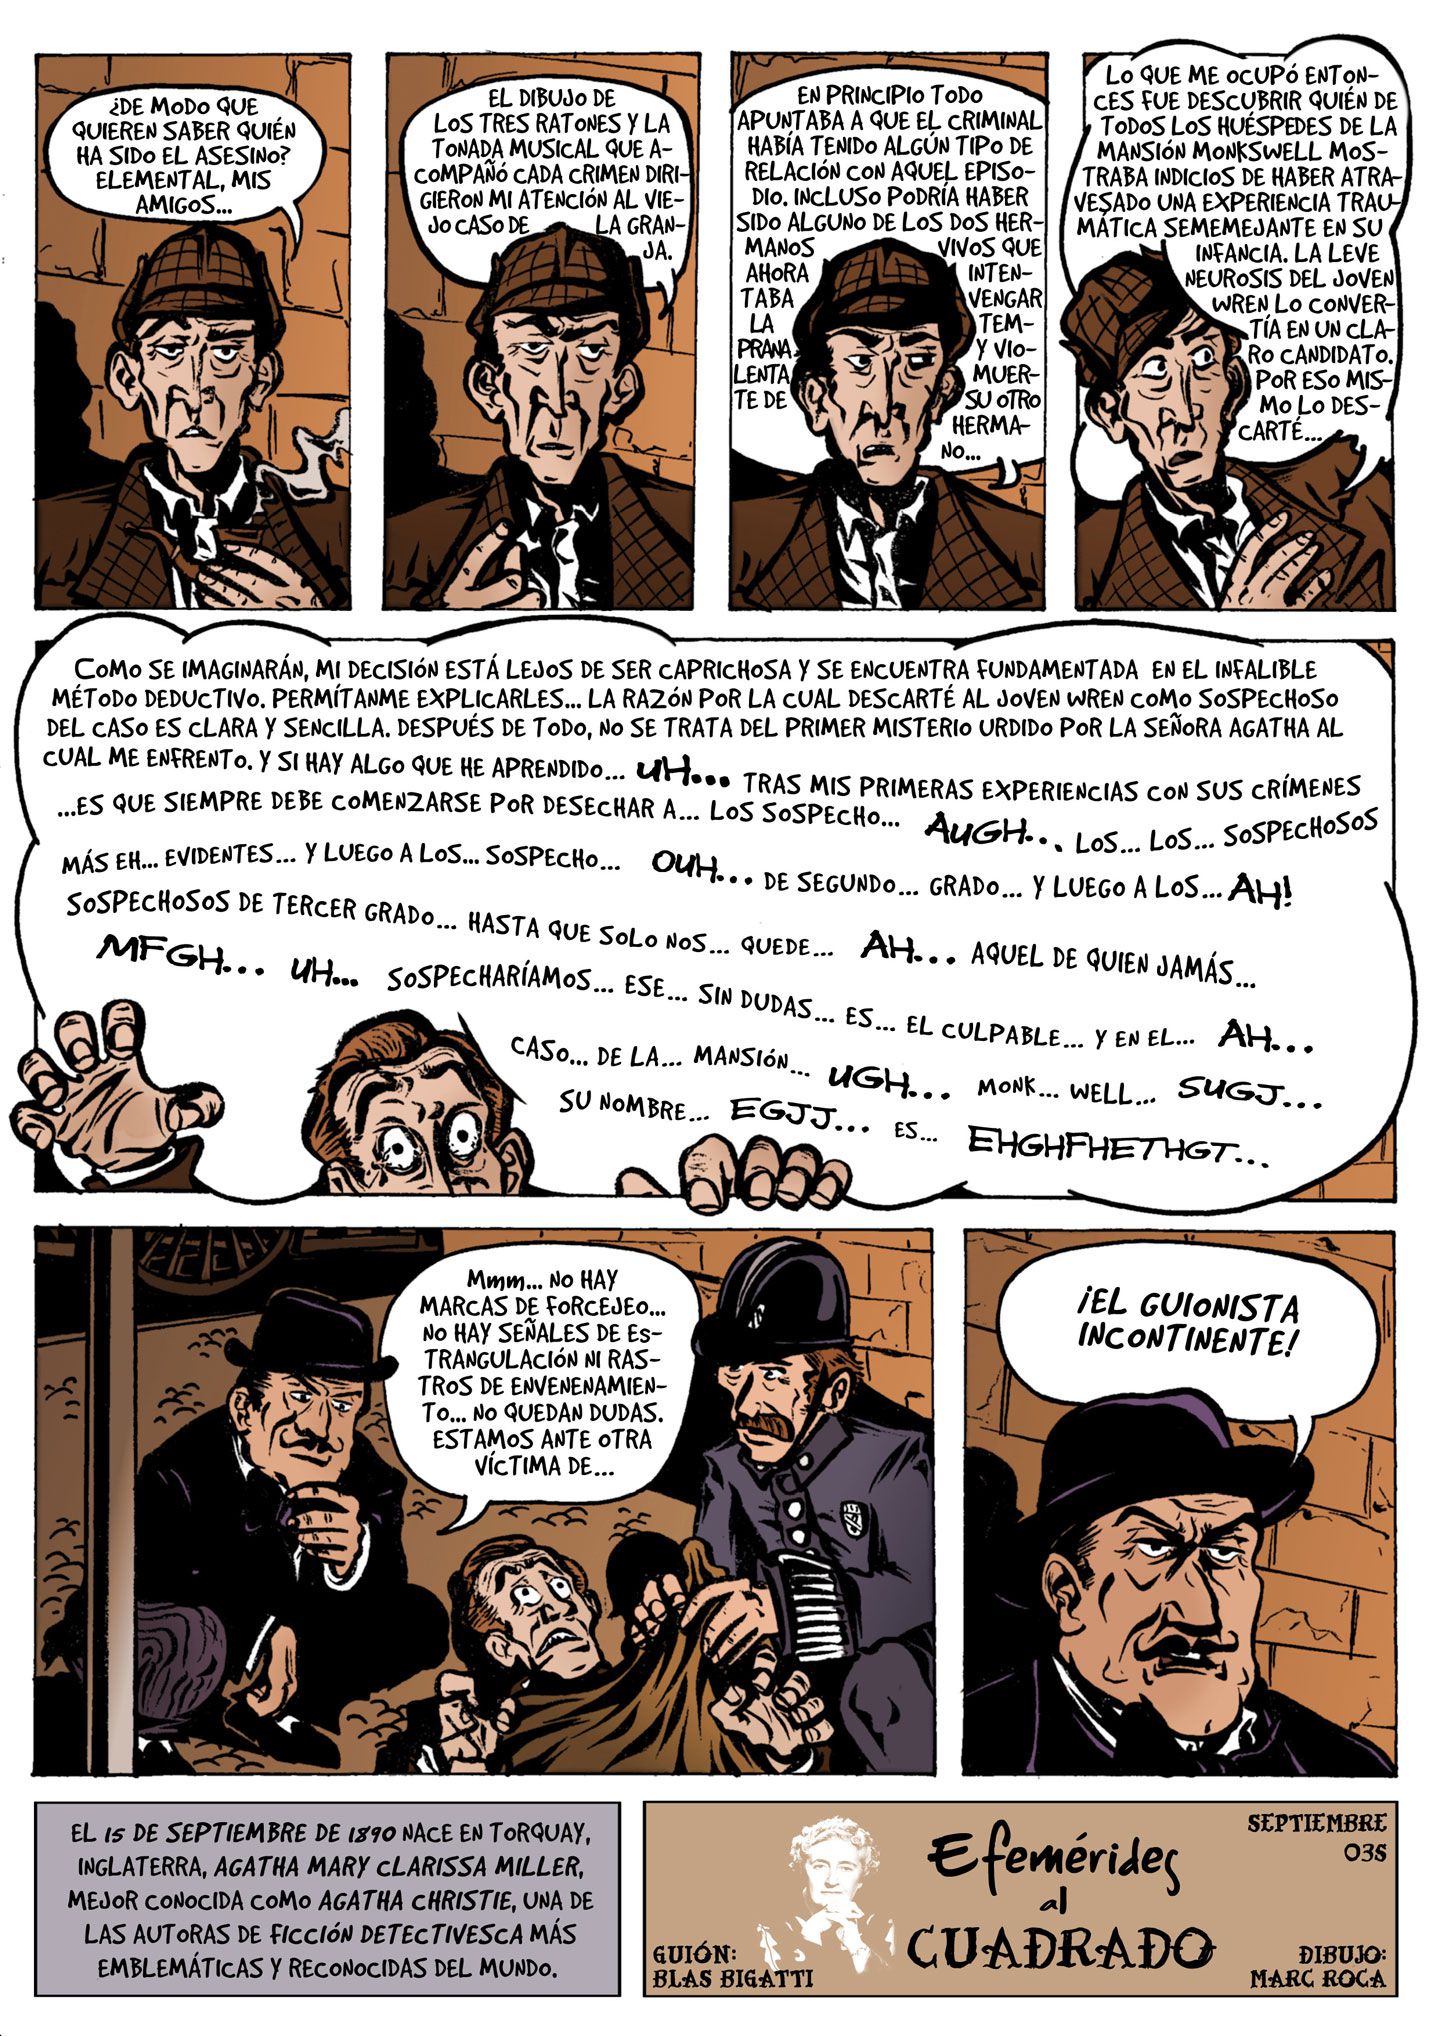 ¿DE MODO QUE
QUIEREN SABER QUIÉN
HA SIDO EL ASESINO?
ELEMENTAL, MIS
AMIGOS...
EL DIBUJO DE
LOS TRES RATONES Y LA
TONADA MUSICAL QUE A-
COMPAÑÓ CADA CRIMEN DIRI-
GIERON MI ATENCIÓN AL VIE-
JO CASO DE LA GRAN-
JA.
EN PRINCIPIO TODO
APUNTABA A QUE EL CRIMINAL
HABÍA TENIDO ALGÚN TIPO DE
RELACIÓN CON AQUEL EPISO-
DIO. INCLUSO PODRÍA HABER
SIDO ALGUNO DE LOS DOS HER-
MANOS VIVOS QUE
AHORA INTEN-
TABA VENGAR
LA TEM-
PRANA Y VIO-
LENTA MUER-
TE DE SU OTRO
HERMA-
NO...
LO QUE ME OCUPÓ ENTON-
CES FUE DESCUBRIR QUIÉN DE
TODOS LOS HUÉSPEDES DE LA
MANSIÓN MONKSWELL MOS-
TRABA INDICIOS DE HABER ATRA-
VESADO UNA EXPERIENCIA TRAU-
MÁTICA SEMEMEJANTE EN SU
INFANCIA. LA LEVE
NEUROSIS DEL JOVEN
WREN LO CONVER-
TÍA EN UN CLA-
RO CANDIDATO.
POR ESO MIS-
MO LO DES-
CARTÉ...
COMO SE IMAGINARÁN, MI DECISIÓN ESTÁ LEJOS DE SER CAPRICHOSA Y SE ENCUENTRA FUNDAMENTADA EN EL INFALIBLE
MÉTODO DEDUCTIVO. PERMÍTANME EXPLICARLES... LA RAZÓN POR LA CUAL DESCARTÉ AL JOVEN WREN COMO SOSPECHOSO
DEL CASO ES CLARA Y SENCILLA. DESPUÉS DE TODO, NO SE TRATA DEL PRIMER MISTERIO URDIDO POR LA SEÑORA AGATHA AL
CUAL ME ENFRENTO. Y SI HAY ALGO QUE HE APRENDIDO... UH... TRAS MIS PRIMERAS EXPERIENCIAS CON SUS CRÍMENES
...ES QUE SIEMPRE DEBE COMENZARSE POR DESECHAR A... LOS SOSPECHO... AUGH... LOS... LOS... SOSPECHOSOS
MÁS EH... EVIDENTES... Y LUEGO A LOS... SOSPECHO... OUH... DE SEGUNDO... GRADO... Y LUEGO A LOS... AH!
SOSPECHOSOS DE TERCER GRADO... HASTA QUE SOLO NOS... QUEDE... AH... AQUEL DE QUIEN JAMÁS...
MFGH... UH... SOSPECHARÍAMOS... ESE... SIN DUDAS... ES... EL CULPABLE... Y EN EL... AH...
CASO... DE LA... MANSIÓN... UGH... MONK... WELL... SUGJ...
SU NOMBRE... EGJJ... ES... EHGHFHETHGT...
Mmm... NO HAY
MARCAS DE FORCEJEO...
NO HAY SEÑALES DE ES-
TRANGULACIÓN NI RAS-
TROS DE ENVENENAMIEN-
TO... NO QUEDAN DUDAS.
ESTAMOS ANTE OTRA
VÍCTIMA DE...
¡EL GUIONISTA
INCONTINENTE!
EL 15 DE SEPTIEMBRE DE 1890 NACE EN TORQUAY,
INGLATERRA, AGATHA MARY CLARISSA MILLER,
MEJOR CONOCIDA COMO AGATHA CHRISTIE, UNA DE
LAS AUTORAS DE FICCIÓN DETECTIVESCA MÁS
EMBLEMÁTICAS Y RECONOCIDAS DEL MUNDO.
SEPTIEMBRE
03S
Efemérides
al
CUADRADO
GUIÓN:
BLAS BIGATTI
DIBUJO:
MARC ROCA